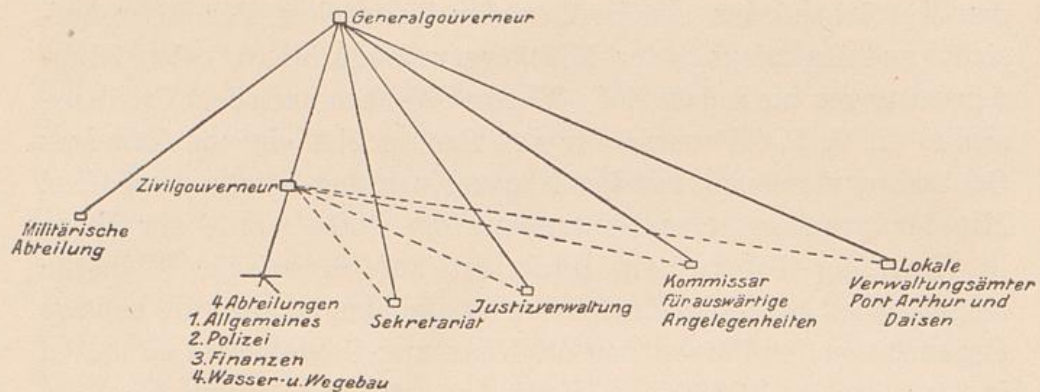 Generalgouverneur
Zivilgouverneur
Militärische
Abteilung
4 Abteilungen
1. Allgemeines
2. Polizei
3. Finanzen
4. Wasser- u. Wegebau
Sekretariat
Justizverwaltung
Kommissar
für auswärtige
Angelegenheiten
Lokale
Verwaltungsämter
Port Arthur und
Daisen